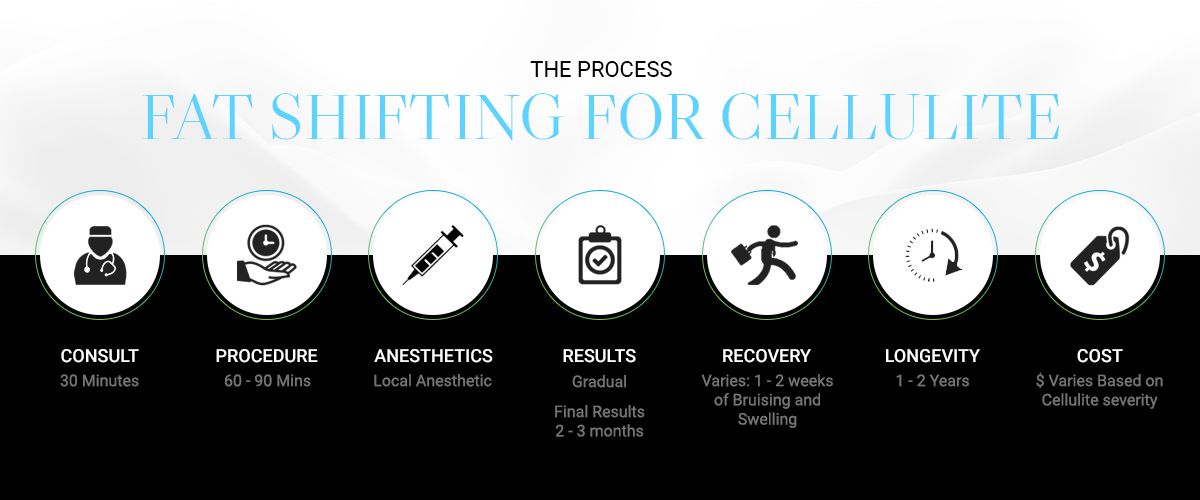 THE PROCESS
FAT SHIFTING FOR CELLULITE
CONSULT
30 Minutes
PROCEDURE
60 - 90 Mins
ANESTHETICS
Local Anesthetic
RESULTS
Gradual
Final Results
2 - 3 months
RECOVERY
Varies: 1 - 2 weeks
of Bruising and
Swelling
LONGEVITY
1 - 2 Years
$
COST
$ Varies Based on
Cellulite severity